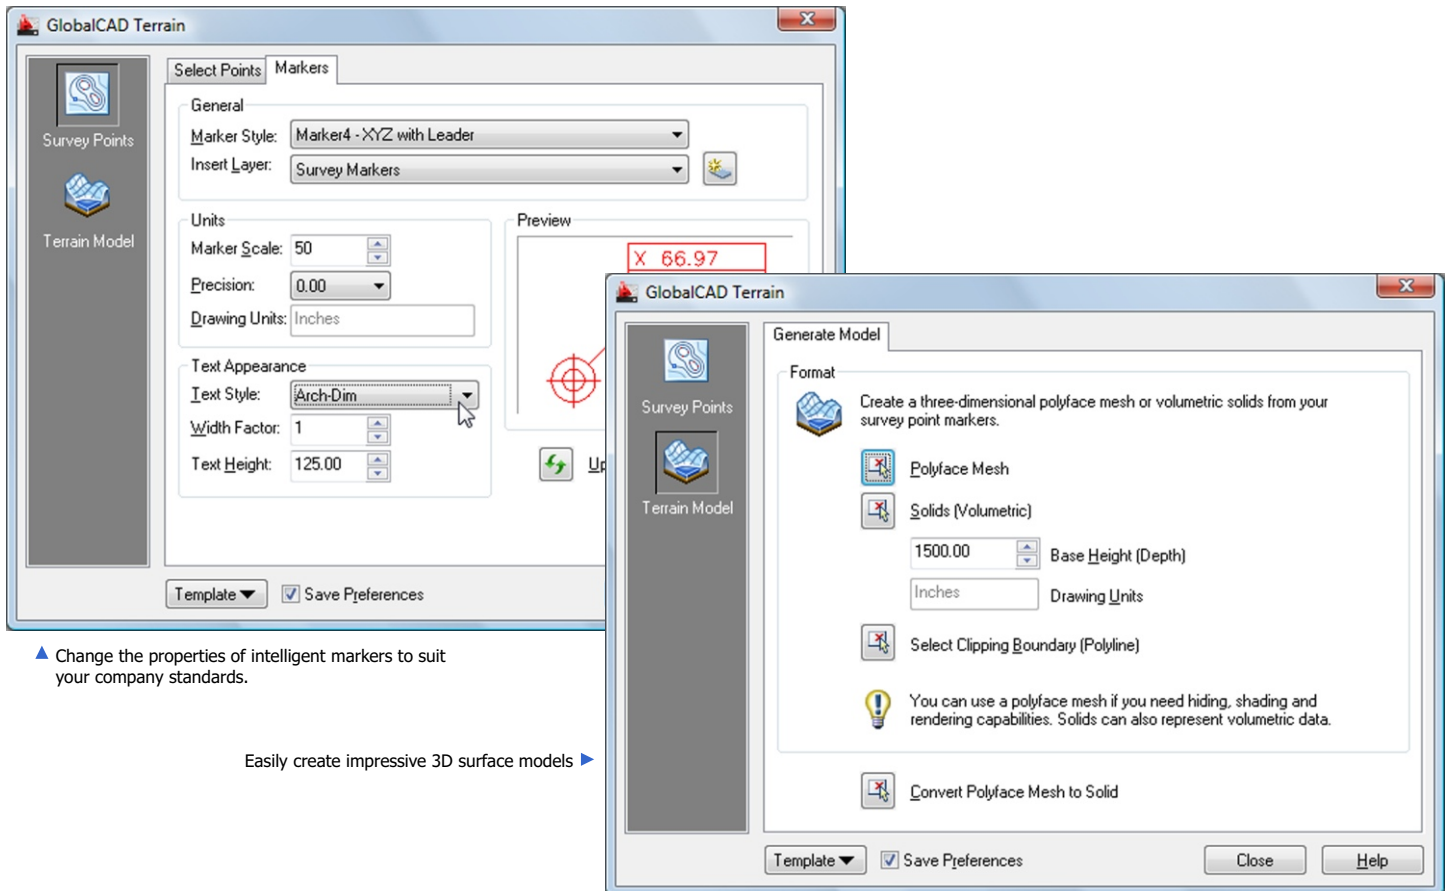 GlobalCAD Terrain
Survey Points
Terrain Model
Select Points
Markers
General
Marker Style: Marker4 - XYZ with Leader
Insert Layer: Survey Markers
Units
Marker Scale: 50
Precision: 0.00
Drawing Units: Inches
Preview
X 66.97
Text Appearance
Text Style: Arch-Dim
Width Factor: 1
Text Height: 125.00
Template
Save Preferences
Change the properties of intelligent markers to suit
your company standards.
Easily create impressive 3D surface models
GlobalCAD Terrain
Survey Points
Terrain Model
Generate Model
Format
Create a three-dimensional polyface mesh or volumetric solids from your
survey point markers.
Polyface Mesh
Solids (Volumetric)
1500.00 Base Height (Depth)
Inches Drawing Units
Select Clipping Boundary (Polyline)
You can use a polyface mesh if you need hiding, shading and
rendering capabilities. Solids can also represent volumetric data.
Convert Polyface Mesh to Solid
Template
Save Preferences
Close
Help